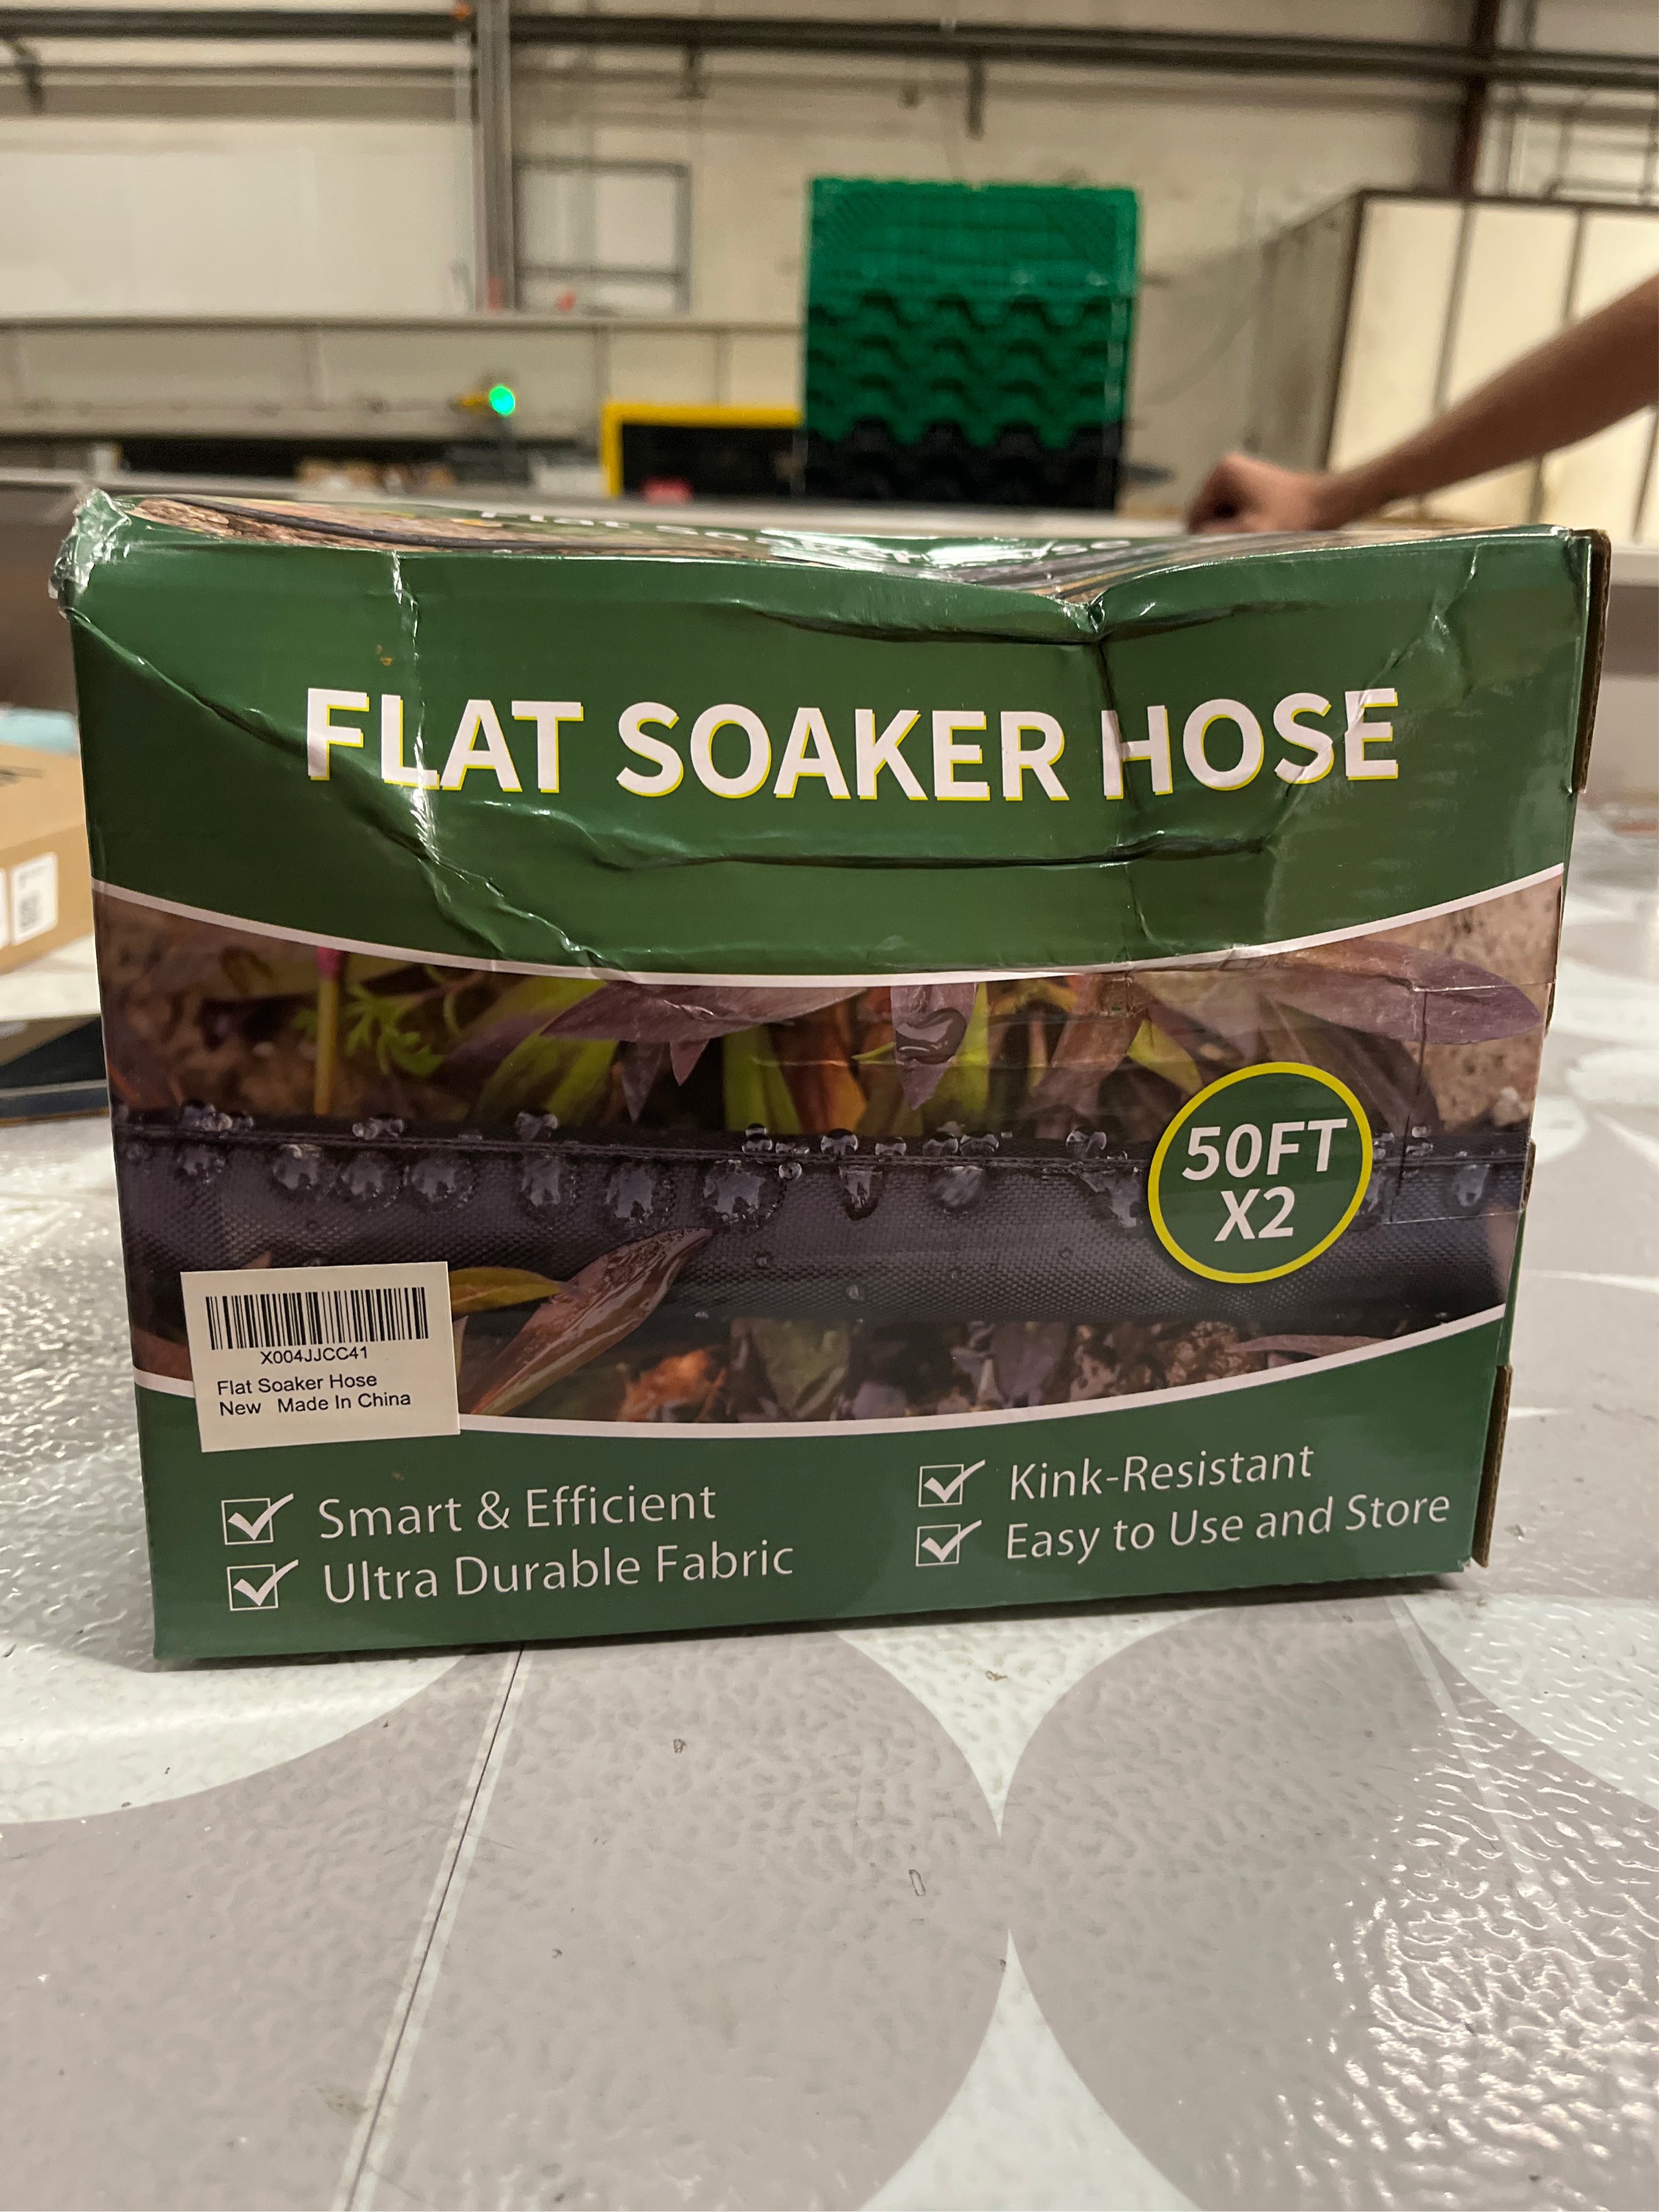 FLAT SOAKER HOSE
50FT
X2
X004JJCC41
Flat Soaker Hose
New Made In China
Smart & Efficient
Ultra Durable Fabric
Kink-Resistant
Easy to Use and Store